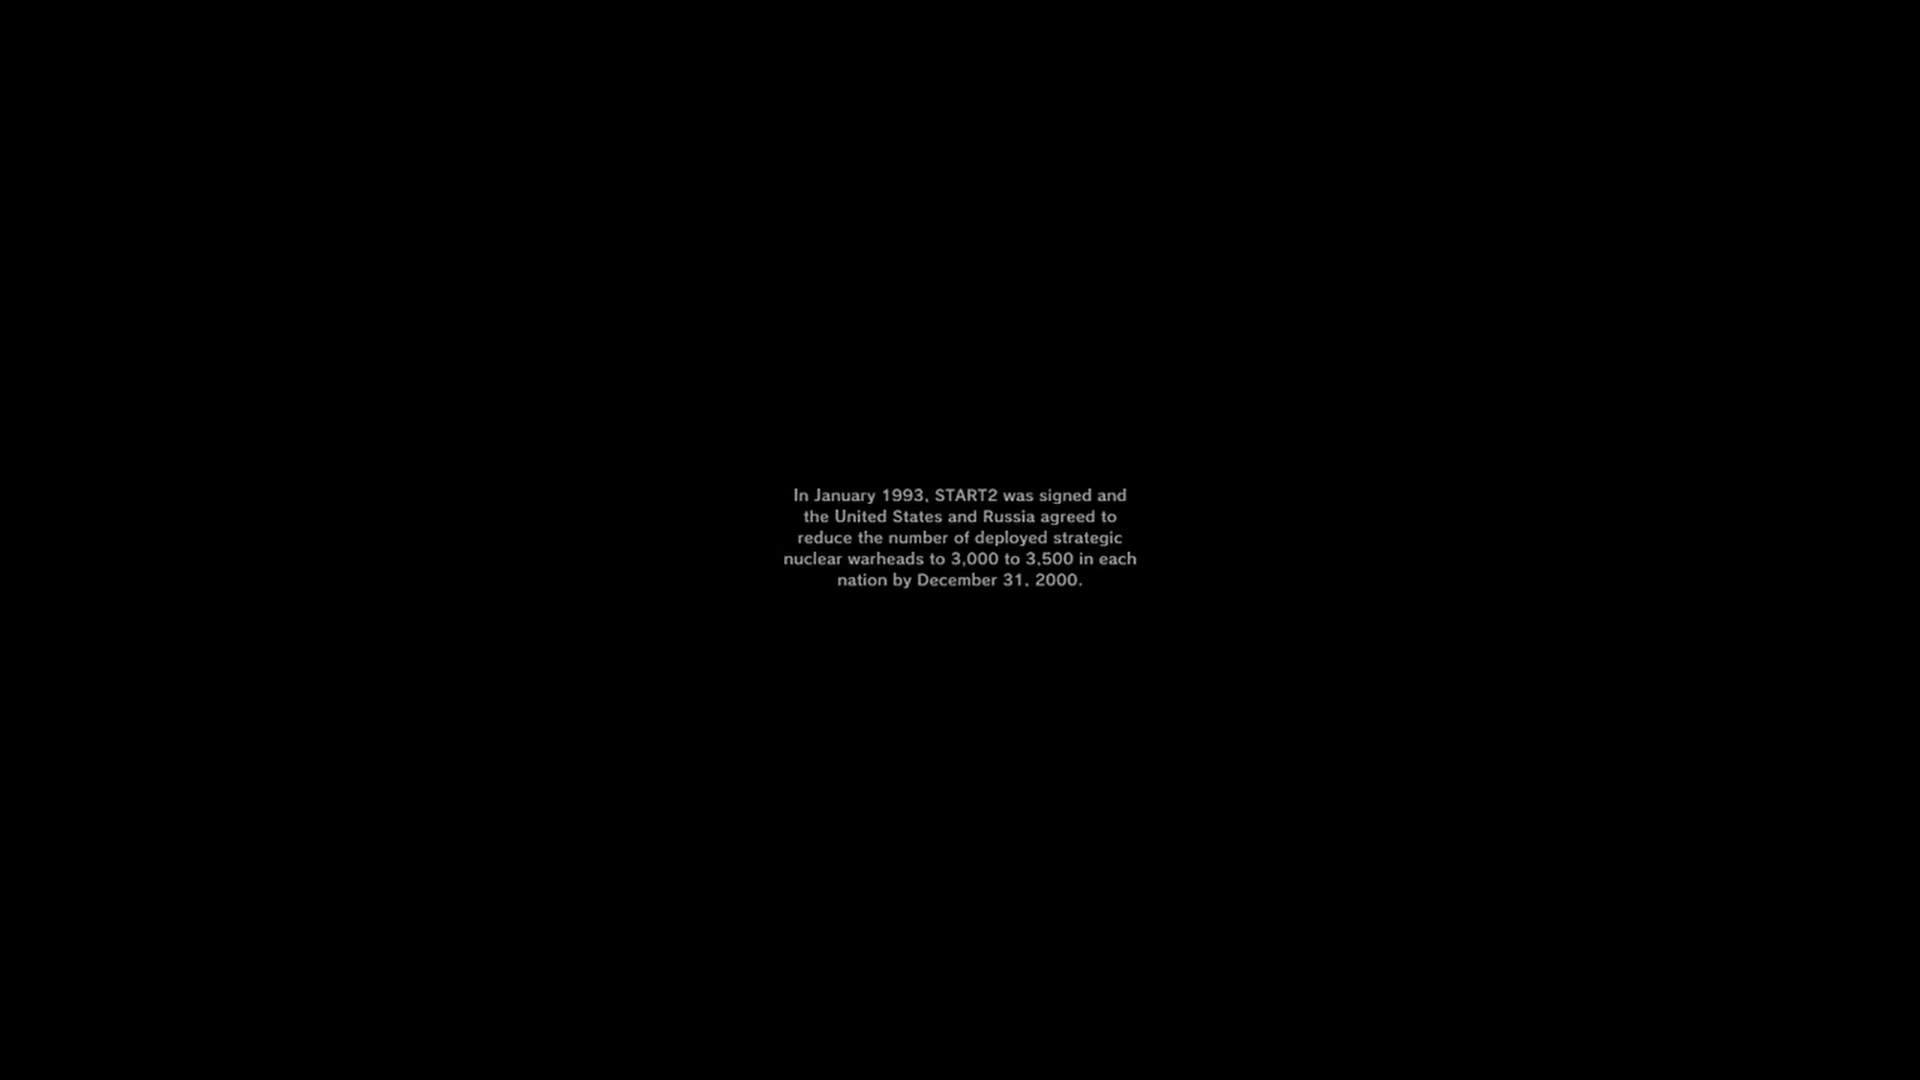 In January 1993, START2 was signed and
the United States and Russia agreed to
reduce the number of deployed strategic
nuclear warheads to 3,000 to 3,500 in each
nation by December 31, 2000.